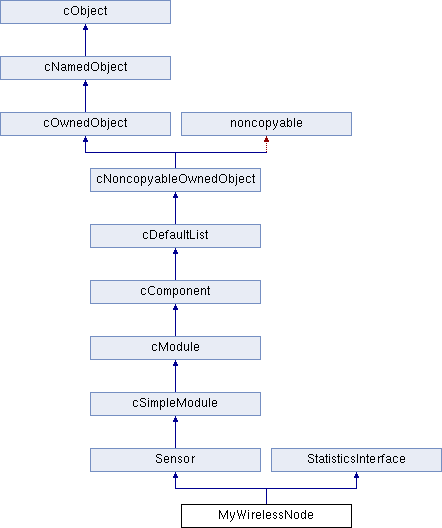 cObject
cNamedObject
cOwnedObject
noncopyable
cNoncopyableOwnedObject
cDefaultList
cComponent
cModule
cSimpleModule
Sensor
StatisticsInterface
MyWirelessNode